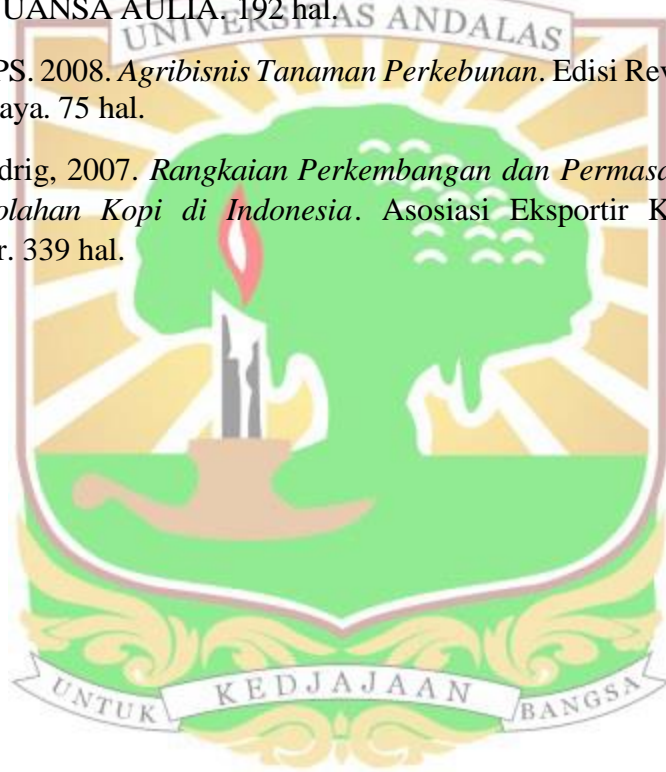 UANSA AULIA. 192 hal.
UNIVERSITAS ANDALAS
PS. 2008. Agribisnis Tanaman Perkebunan. Edisi Rev
aya. 75 hal.
drig, 2007. Rangkaian Perkembangan dan Permasa
olahan Kopi di Indonesia. Asosiasi Eksportir K
r. 339 hal.
UNTUK KEDJAJAAN BANGSA